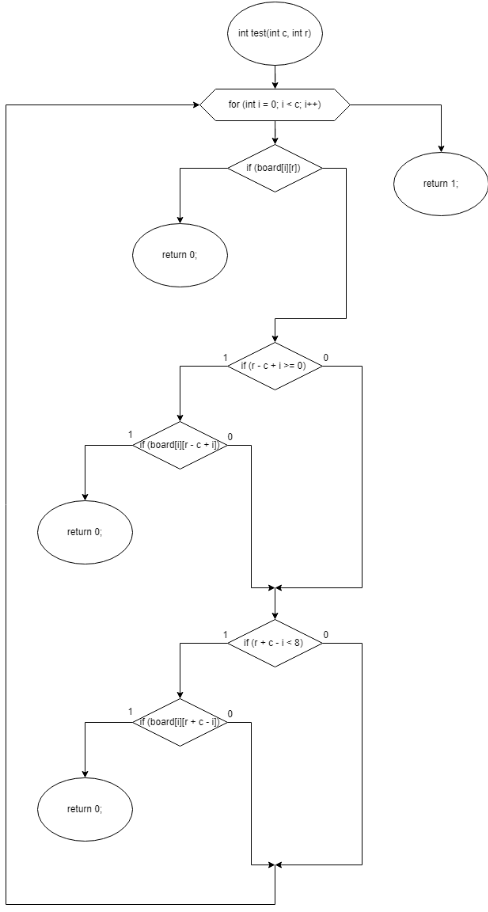 int test(int c, int r)
for (int i = 0; i < c; i++)
if (board[i][r])
return 1;
return 0;
if (r - c + i >= 0)
1
0
if (board[i][r - c + i])
1
0
return 0;
if (r + c - i < 8)
1
0
if (board[i][r + c - i])
1
0
return 0;